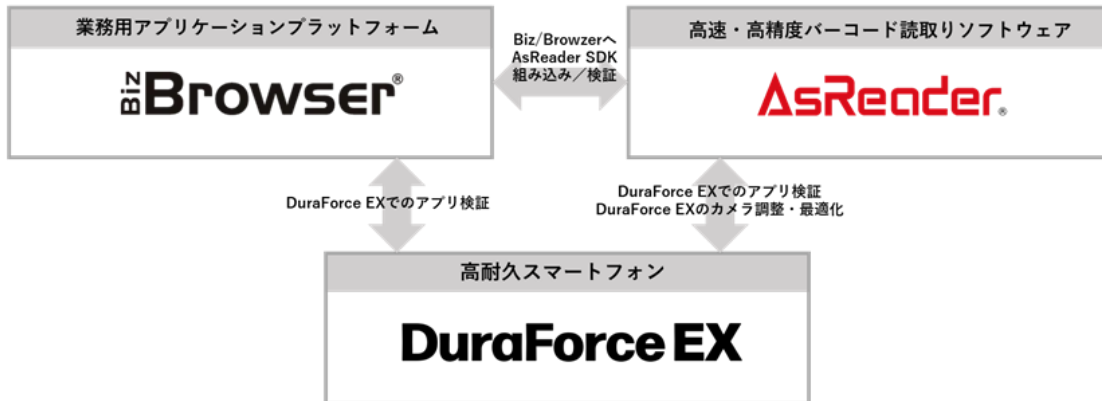 業務用アプリケーションプラットフォーム
BizBrowser®
Biz/Browzerへ
AsReader SDK
組み込み／検証
高速・高精度バーコード読取りソフトウェア
AsReader®
DuraForce EXでのアプリ検証
DuraForce EXでのアプリ検証
DuraForce EXのカメラ調整・最適化
高耐久スマートフォン
DuraForce EX